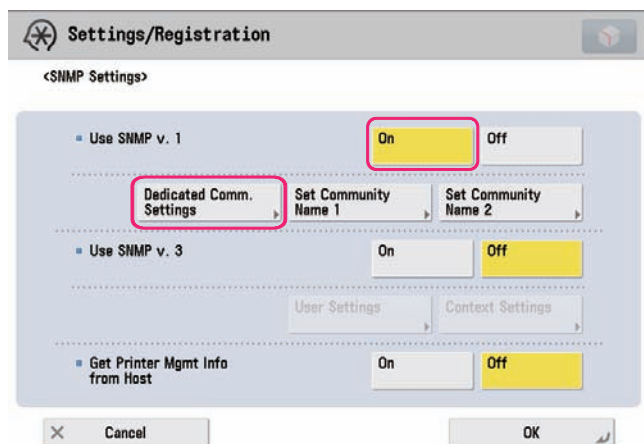 Settings/Registration
<SNMP Settings>
Use SNMP v. 1
On
Off
Dedicated Comm.
Settings
Set Community
Name 1
Set Community
Name 2
Use SNMP v. 3
On
Off
User Settings
Context Settings
Get Printer Mgmt Info
from Host
On
Off
Cancel
OK